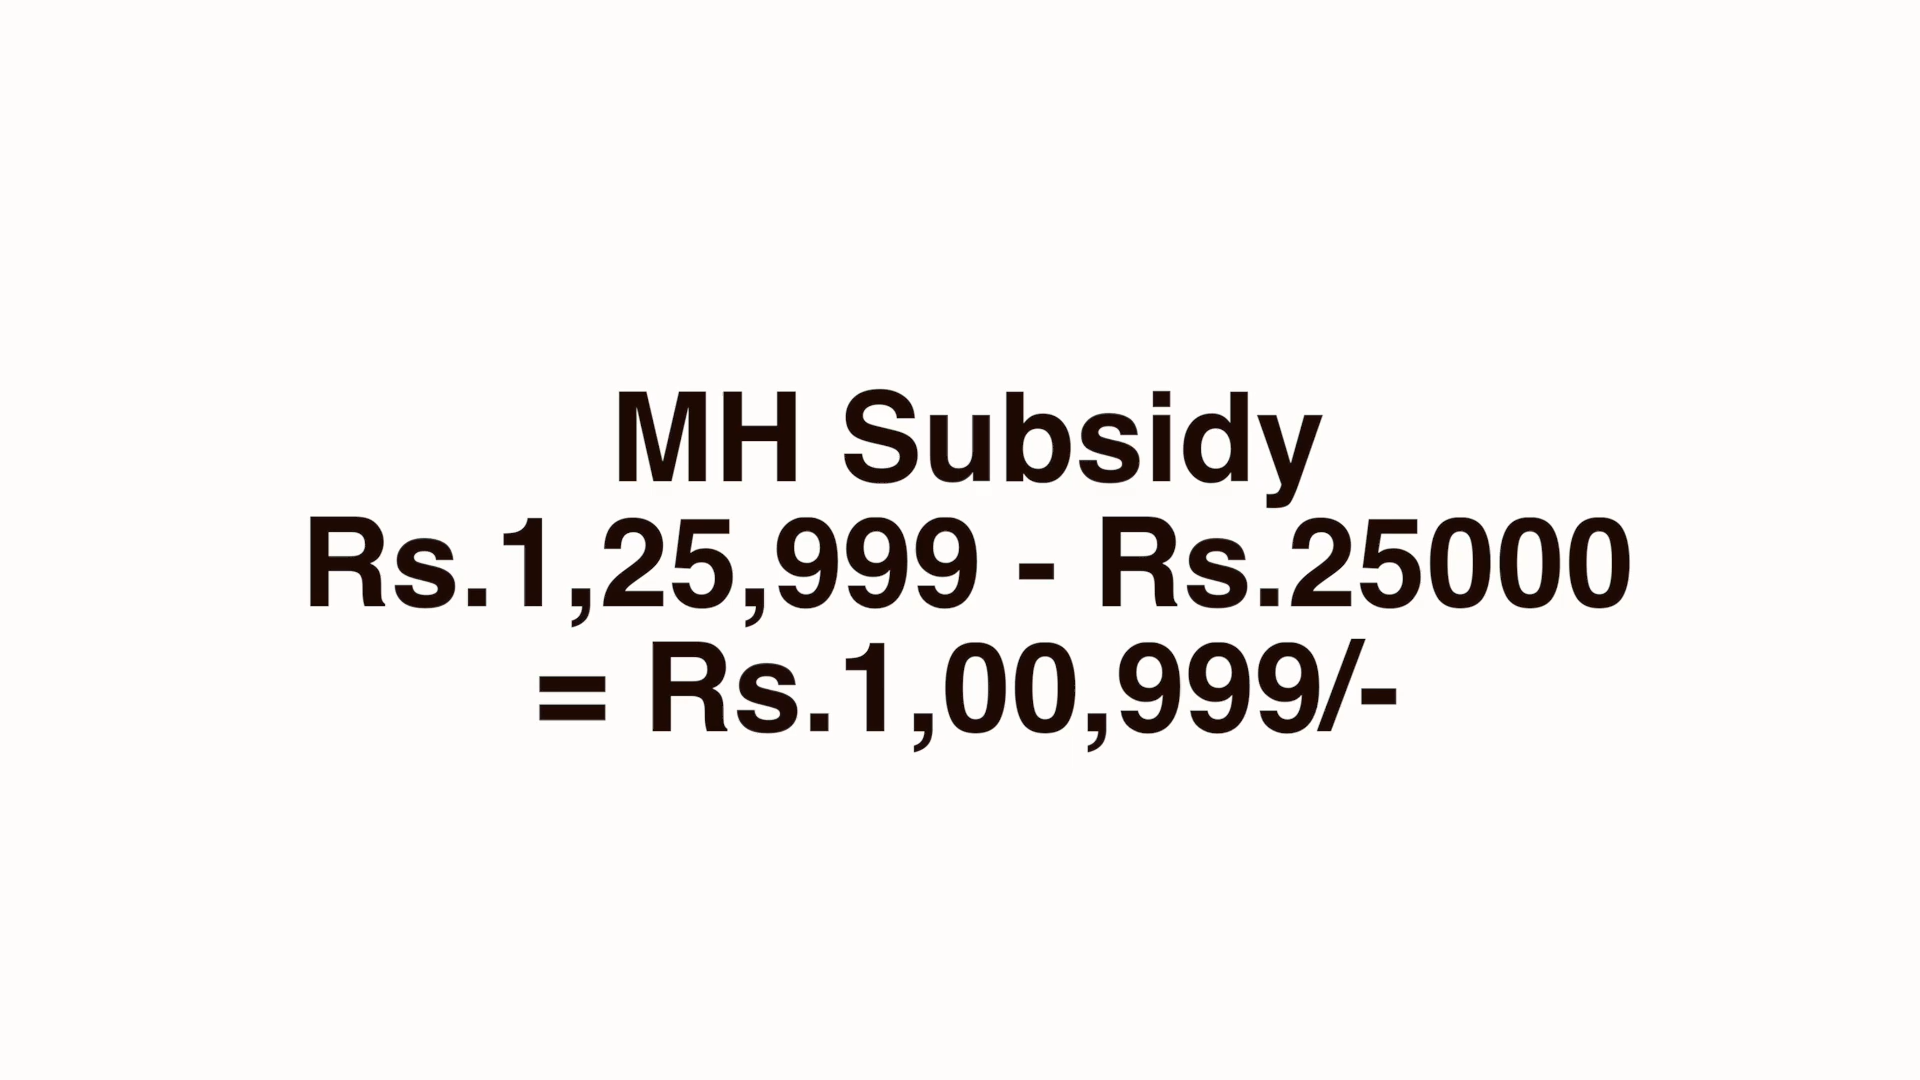 MH Subsidy
Rs.1,25,999 - Rs.25000
= Rs.1,00,999/-